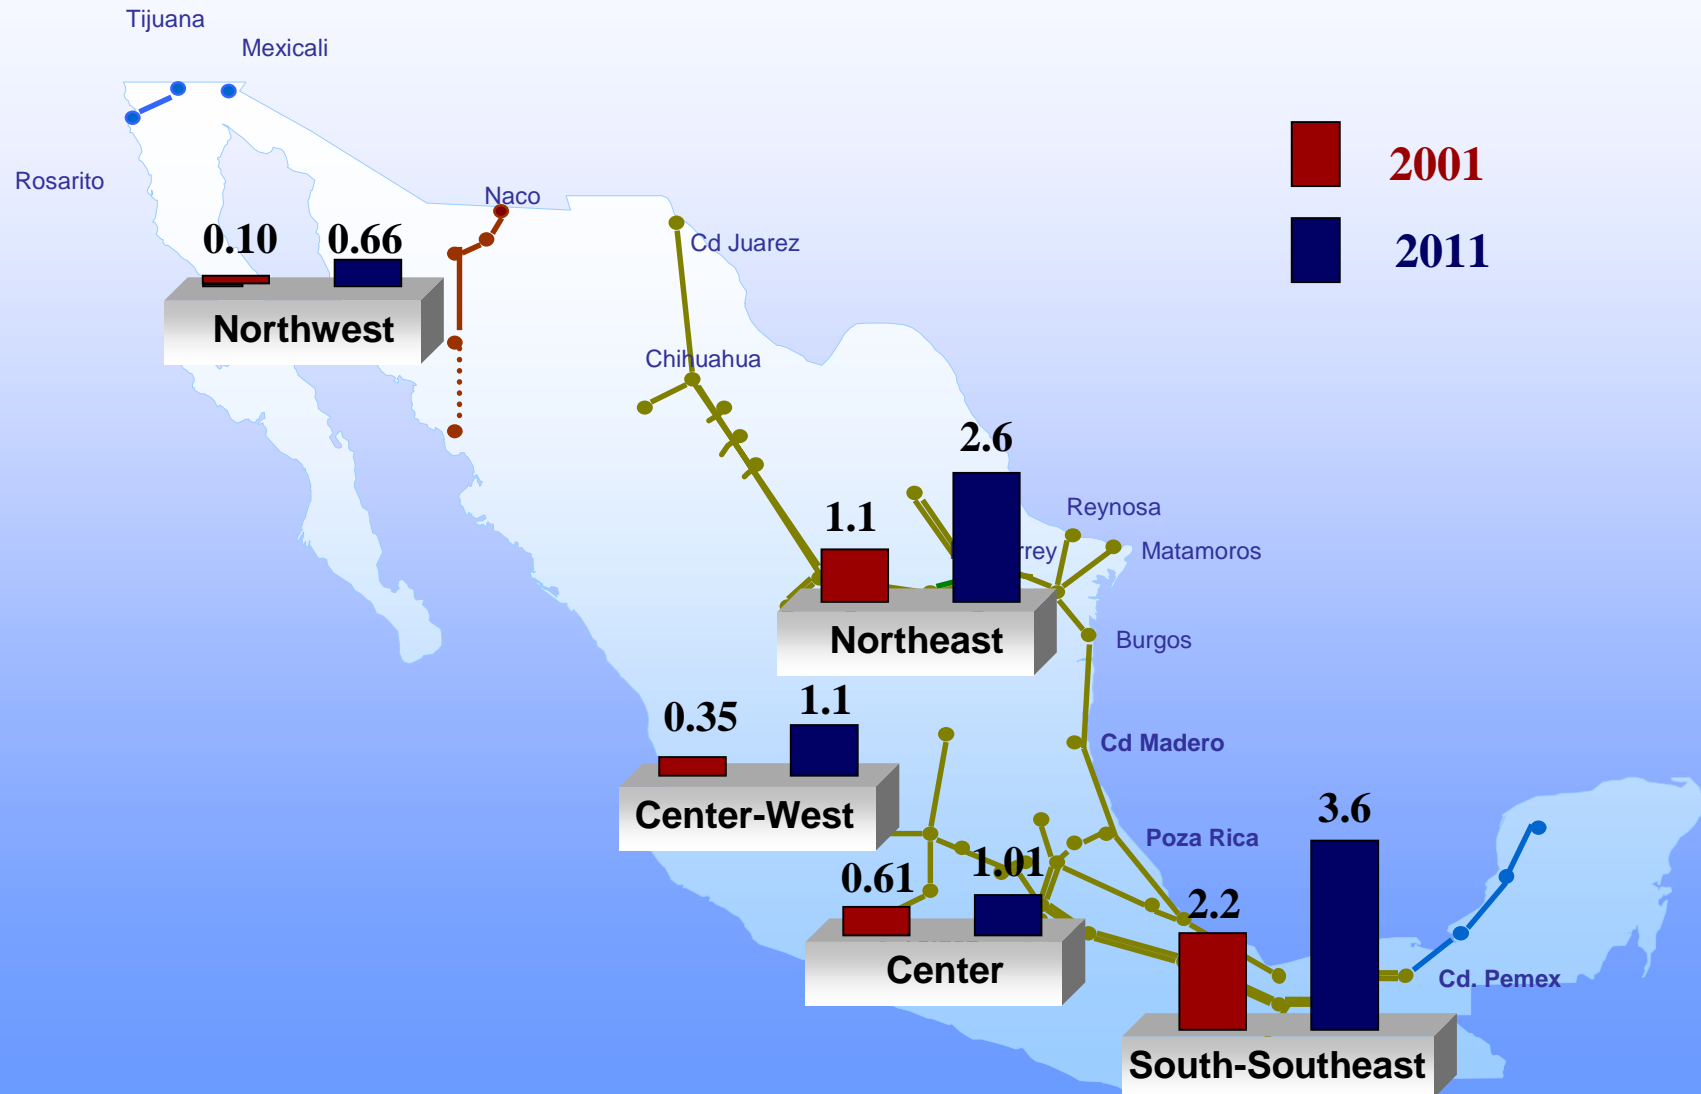 Tijuana
Mexicali
Rosarito
Naco
Cd Juarez
2001
2011
0.10
0.66
Northwest
Chihuahua
2.6
1.1
Reynosa
Matamoros
Northeast
Burgos
0.35
1.1
Cd Madero
Center-West
Poza Rica
3.6
0.61
1.01
2.2
Center
Cd. Pemex
South-Southeast